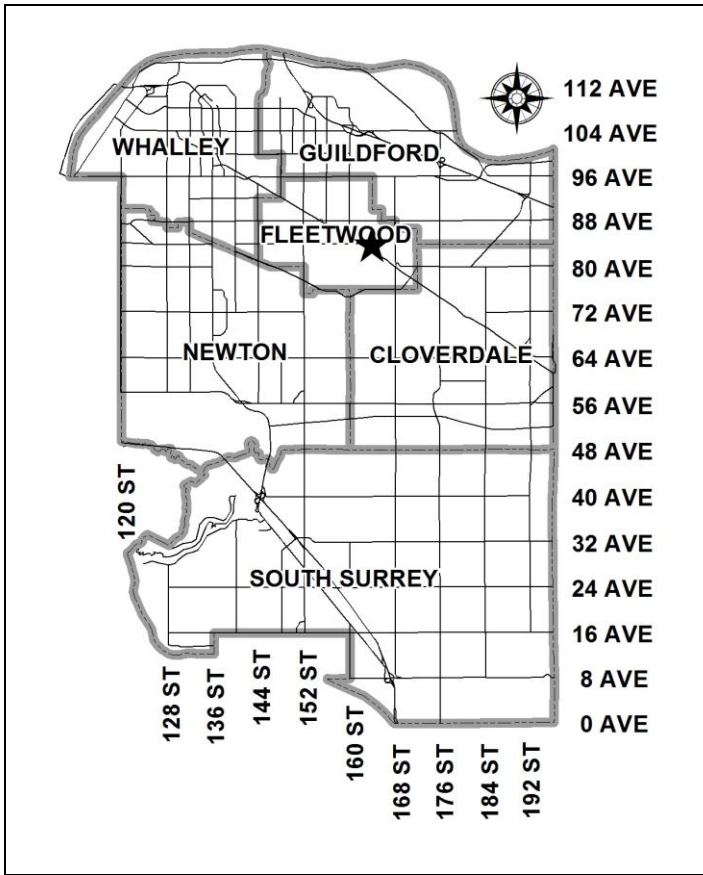 112 AVE
104 AVE
WHALLEY
GUILDFORD
96 AVE
88 AVE
FLEETWOOD
80 AVE
72 AVE
NEWTON
CLOVERDALE
64 AVE
56 AVE
48 AVE
120 ST
40 AVE
32 AVE
SOUTH SURREY
24 AVE
16 AVE
128 ST
136 ST
144 ST
152 ST
160 ST
8 AVE
0 AVE
168 ST
176 ST
184 ST
192 ST